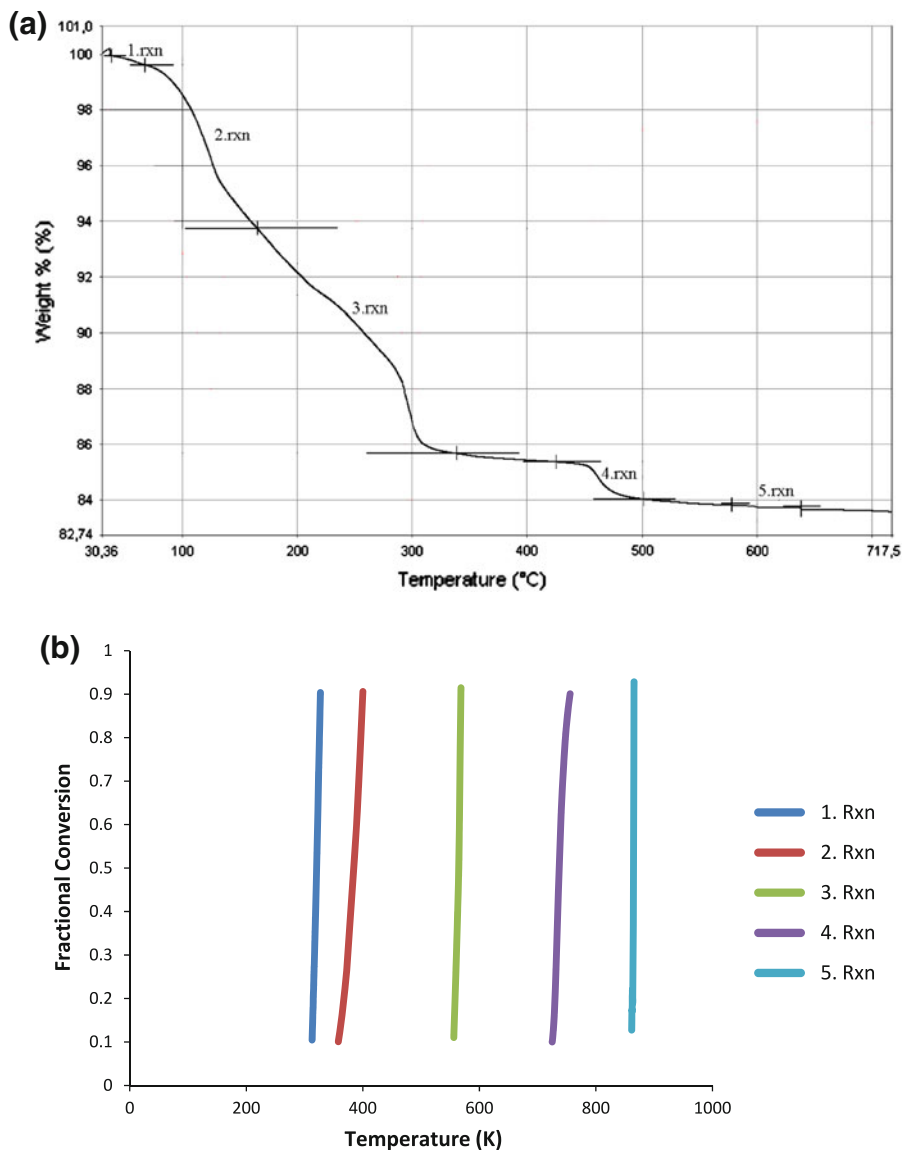 (a)
101,0
100
98
96
94
92
90
88
86
84
82,74
Weight % (%)
1.rxn
2.rxn
3.rxn
4.rxn
5.rxn
30,36 100 200 300 400 500 600 717,5
Temperature (°C)
(b)
1
0.9
0.8
0.7
0.6
0.5
0.4
0.3
0.2
0.1
0
Fractional Conversion
0 200 400 600 800 1000
Temperature (K)
1. Rxn
2. Rxn
3. Rxn
4. Rxn
5. Rxn